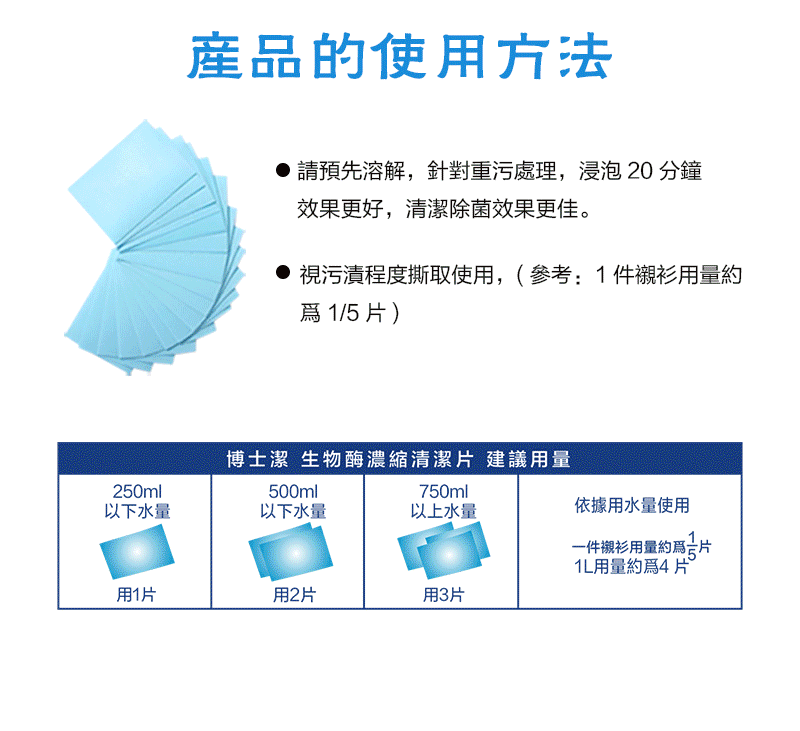 産品的使用方法
● 請預先溶解，針對重污處理，浸泡 20 分鐘
效果更好，清潔除菌效果更佳。
● 視污漬程度撕取使用，( 參考：1 件襯衫用量約
爲 1/5 片 )
博士潔 生物酶濃縮清潔片 建議用量
250ml
以下水量
用1片
500ml
以下水量
用2片
750ml
以上水量
用3片
依據用水量使用
一件襯衫用量約爲1/5片
1L用量約爲4 片